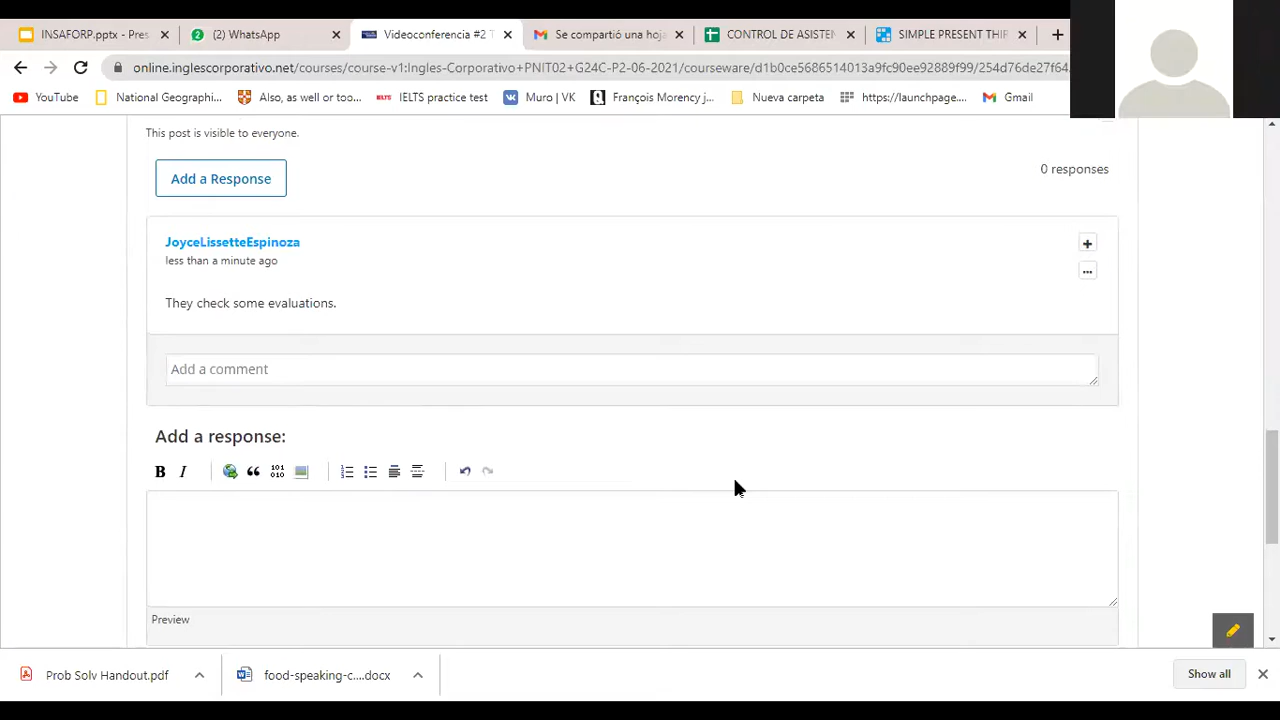 INSAFORP.pptx - Pres
(2) WhatsApp
Videoconferencia #2 T
Se compartió una hoja
CONTROL DE ASISTEN
SIMPLE PRESENT THIR
online.inglescorporativo.net/courses/course-v1:Ingles-Corporativo+PNIT02+G24C-P2-06-2021/courseware/d1b0ce5686514013a9fc90ee92889f99/254d76de27f64
YouTube
National Geographi...
Also, as well or too...
IELTS practice test
Muro | VK
François Morency j...
Nueva carpeta
https://launchpage....
Gmail
This post is visible to everyone.
Add a Response
0 responses
JoyceLissetteEspinoza
less than a minute ago
They check some evaluations.
Add a comment
Add a response:
B I
Preview
Prob Solv Handout.pdf
food-speaking-c....docx
Show all